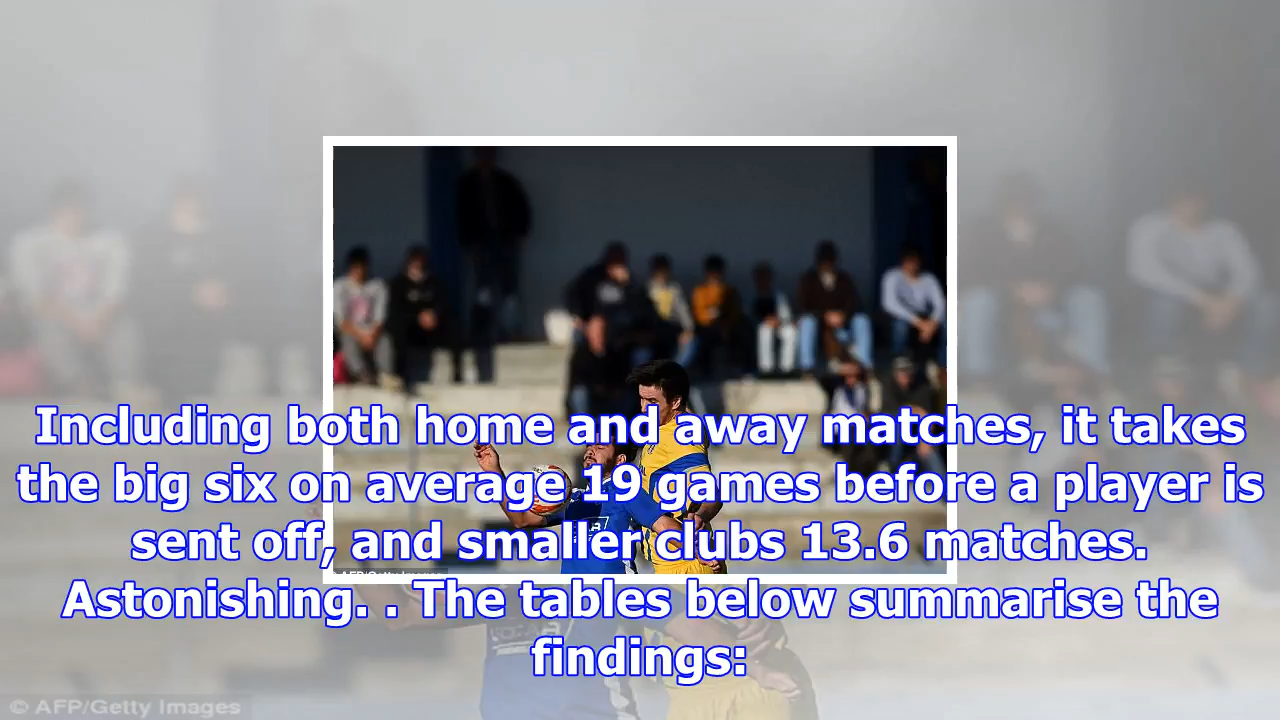 Including both home and away matches, it takes
the big six on average 19 games before a player is
sent off, and smaller clubs 13.6 matches.
Astonishing. . The tables below summarise the
findings:
© AFP/Getty Images